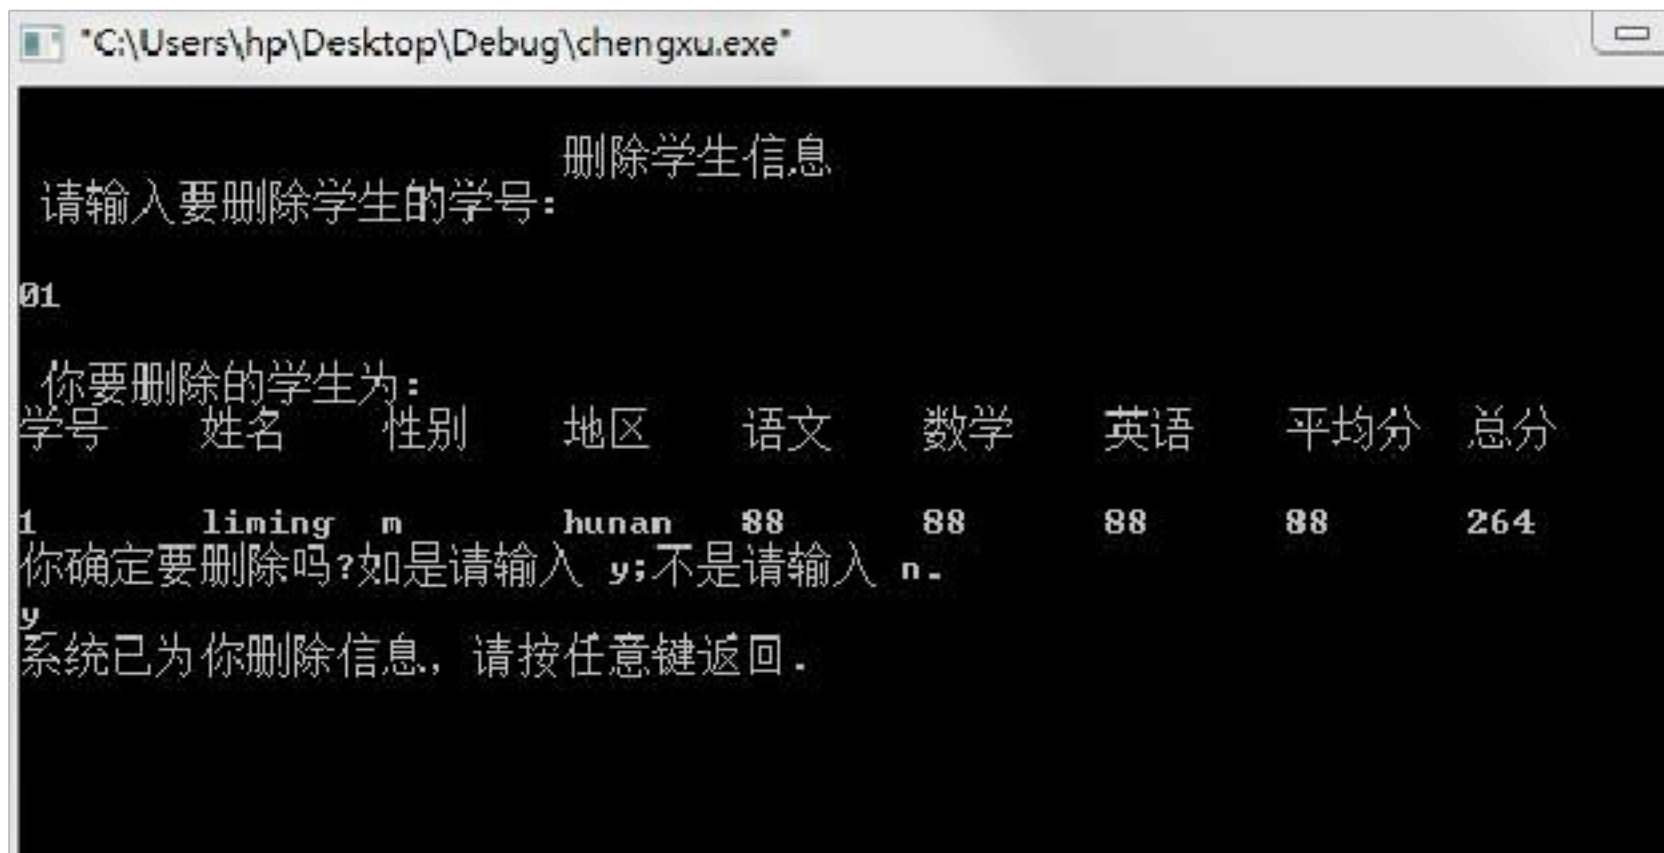 "C:\Users\hp\Desktop\Debug\chengxu.exe"
删除学生信息
请输入要删除学生的学号:
01
你要删除的学生为:
学号 姓名 性别 地区 语文 数学 英语 平均分 总分
1 liming m hunan 88 88 88 88 264
你确定要删除吗?如是请输入 y;不是请输入 n.
y
系统已为你删除信息, 请按任意键返回.